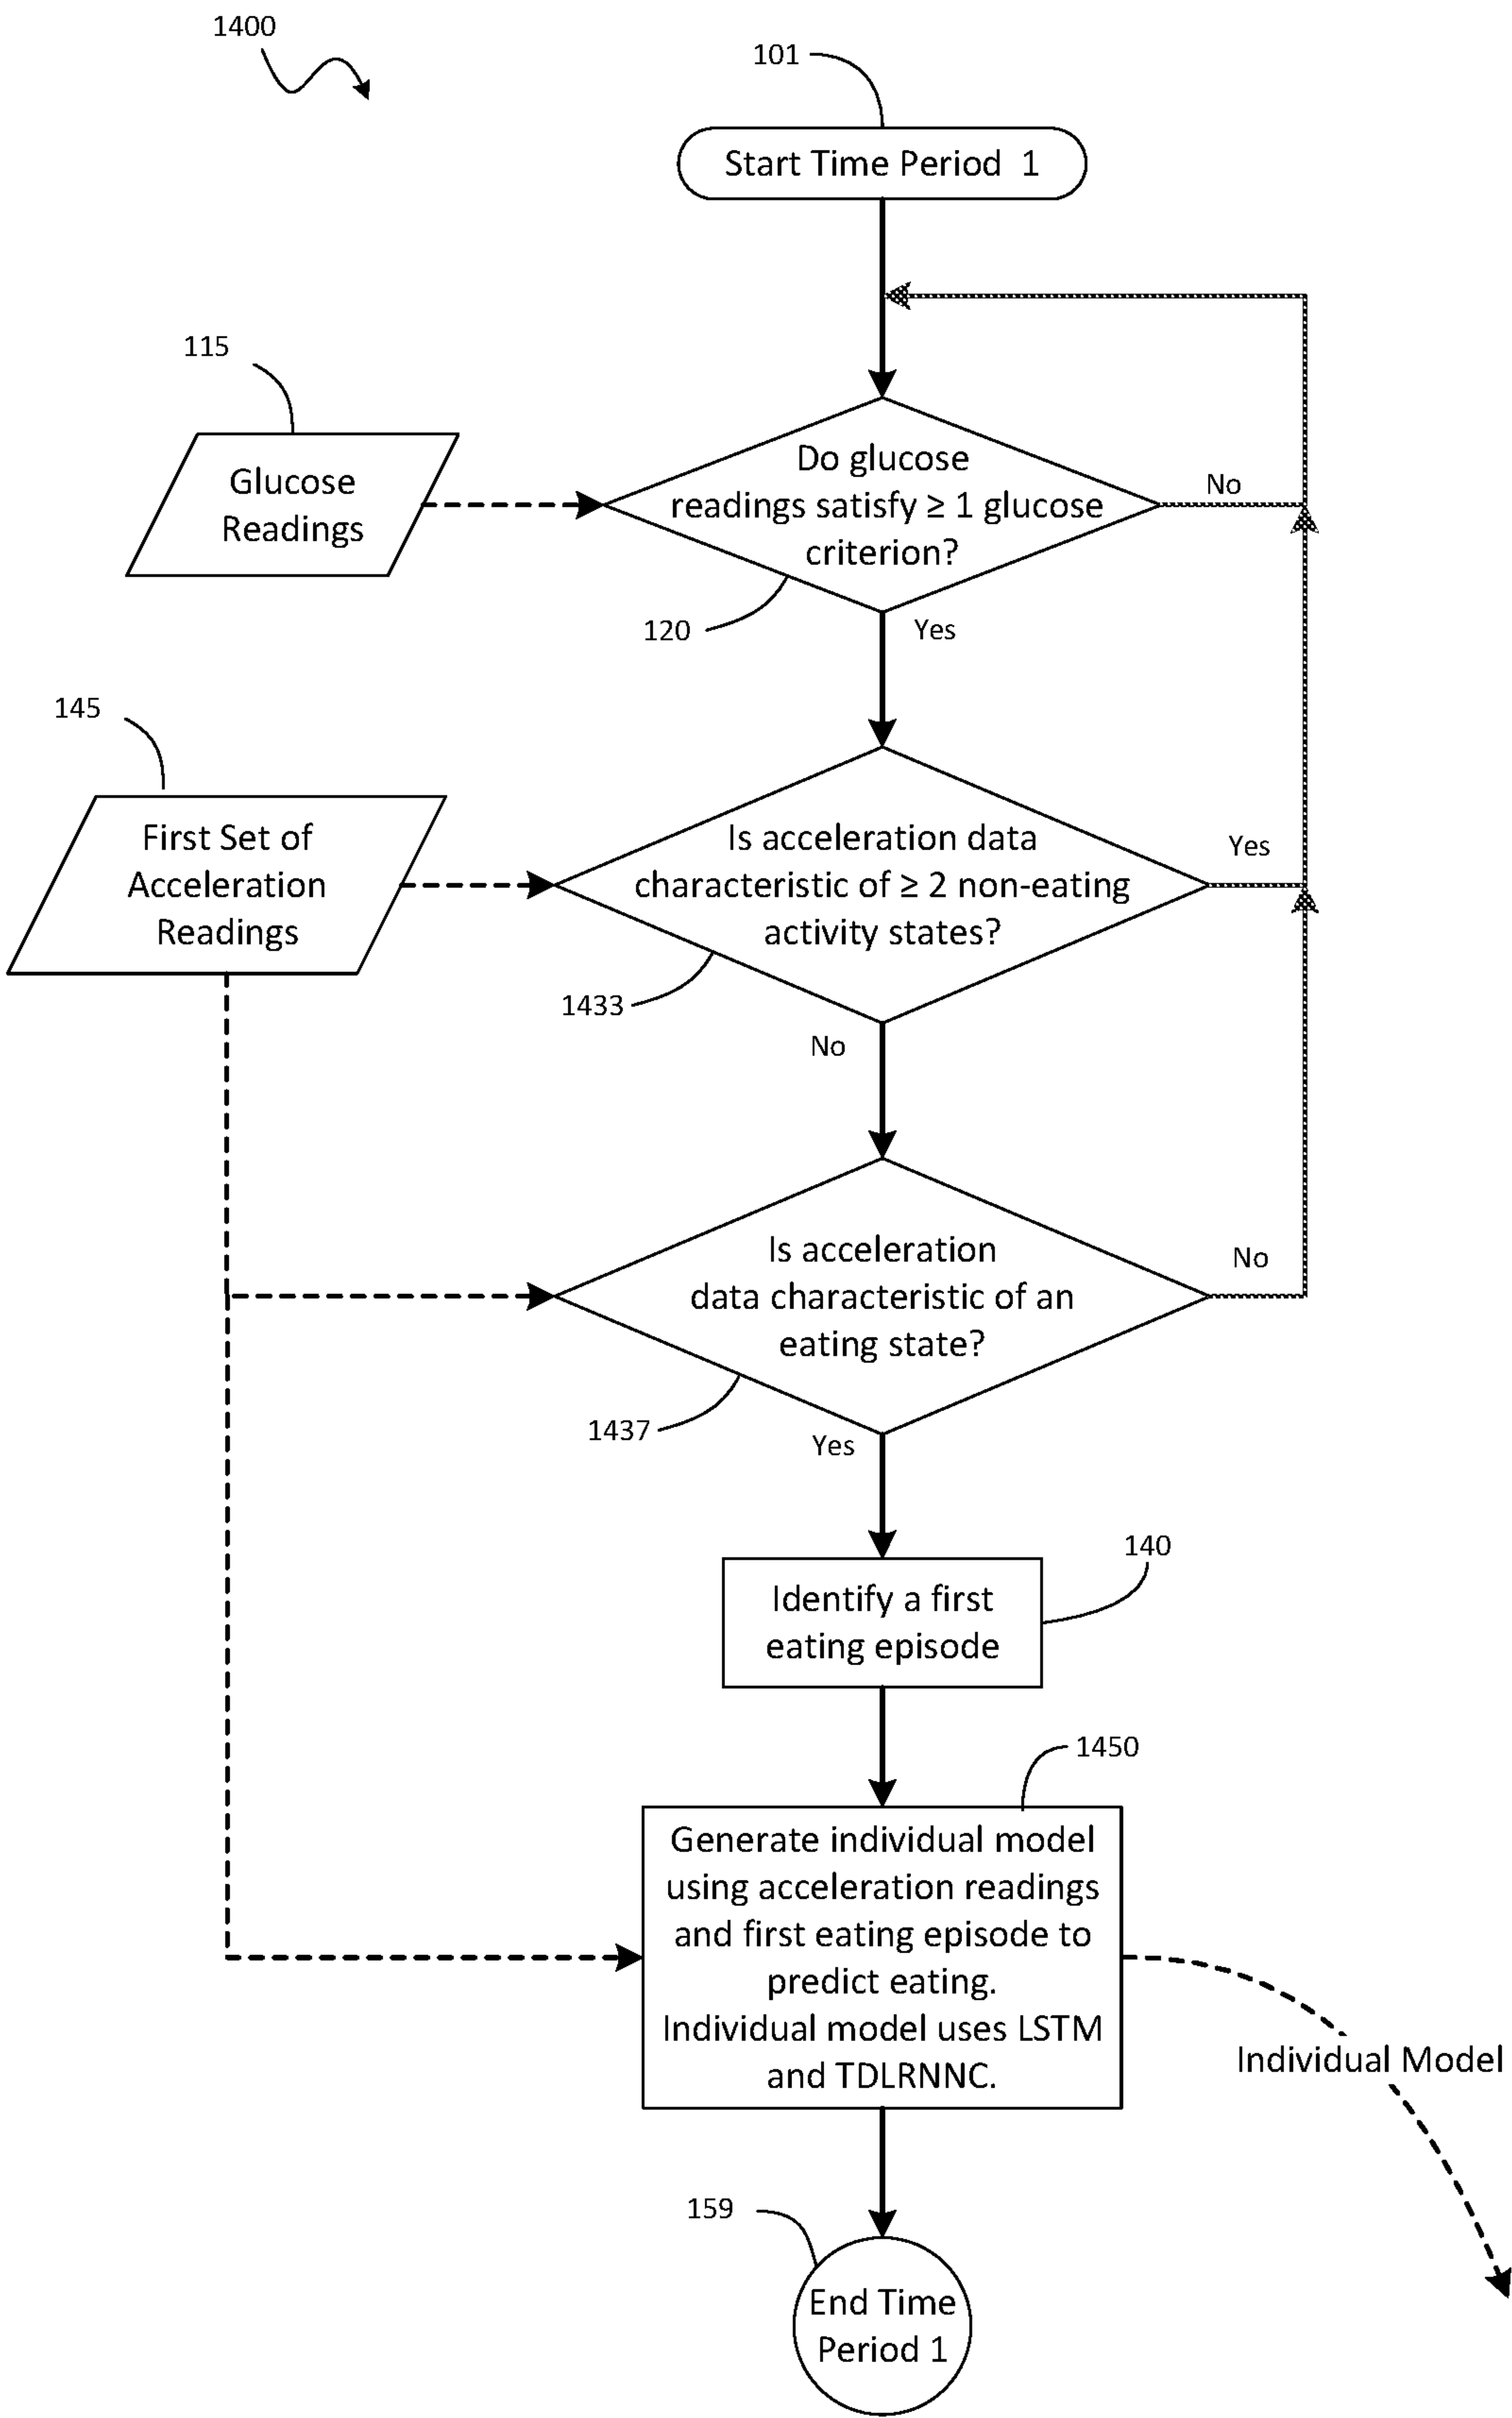 1400
101
Start Time Period 1
115
Glucose
Readings
Do glucose
readings satisfy ≥ 1 glucose
criterion?
No
120
Yes
145
First Set of
Acceleration
Readings
Is acceleration data
characteristic of ≥ 2 non-eating
activity states?
Yes
1433
No
Is acceleration
data characteristic of an
eating state?
No
1437
Yes
140
Identify a first
eating episode
1450
Generate individual model
using acceleration readings
and first eating episode to
predict eating.
Individual model uses LSTM
and TDLRNNC.
Individual Model
159
End Time
Period 1